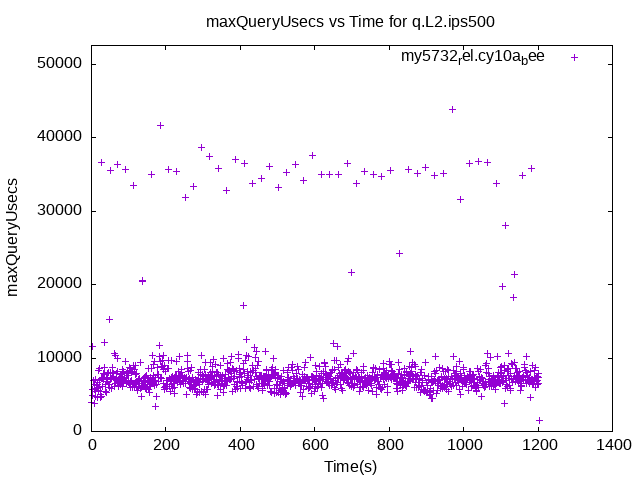 maxQueryUsecs vs Time for q.L2.ips500
my5732rel.cy10abee
50000
40000
30000
20000
10000
0
maxQueryUsecs
0 200 400 600 800 1000 1200 1400
Time(s)